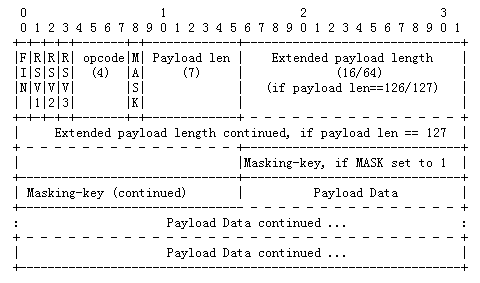 0                   1                   2                   3
0 1 2 3 4 5 6 7 8 9 0 1 2 3 4 5 6 7 8 9 0 1 2 3 4 5 6 7 8 9 0 1
+-+-+-+-+-------+-+-------------+-------------------------------+
|F|R|R|R| opcode|M| Payload len |    Extended payload length    |
|I|S|S|S|  (4)  |A|     (7)     |             (16/64)           |
|N|V|V|V|       |S|             |   (if payload len==126/127)   |
| |1|2|3|       |K|             |                               |
+-+-+-+-+-------+-+-------------+ - - - - - - - - - - - - - - - +
|     Extended payload length continued, if payload len == 127  |
+ - - - - - - - - - - - - - - - +-------------------------------+
|                               |Masking-key, if MASK set to 1  |
+-------------------------------+-------------------------------+
| Masking-key (continued)       |          Payload Data         |
+-------------------------------- - - - - - - - - - - - - - - - +
:                     Payload Data continued ...                :
+ - - - - - - - - - - - - - - - - - - - - - - - - - - - - - - - +
|                     Payload Data continued ...                |
+---------------------------------------------------------------+